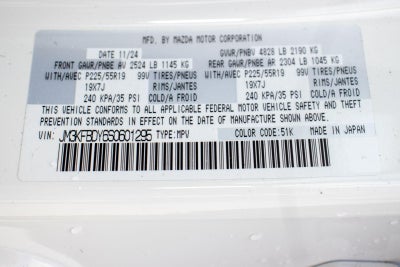 MFD. BY MAZDA MOTOR CORPORATION
DATE 11/24 GVWR/PNBV 4828 LB 2190 KG
FRONT GAWR/PNBE AV 2524 LB 1145 KG REAR GAWR/PNBE AR 2304 LB 1045 KG
WITH/AVEC P225/55R19 99V TIRES/PNEUS WITH/AVEC P225/55R19 99V TIRES/PNEUS
19X7J RIMS/JANTES 19X7J RIMS/JANTES
240 KPA/35 PSI COLD/A FROID 240 KPA/35 PSI COLD/A FROID
THIS VEHICLE CONFORMS TO ALL APPLICABLE FEDERAL MOTOR VEHICLE SAFETY AND THEFT
PREVENTION STANDARDS IN EFFECT ON THE DATE OF MANUFACTURE SHOWN ABOVE.
VIN: JM3KFBDY6S0601295 TYPE:MPV COLOR CODE:51K MADE IN JAPAN